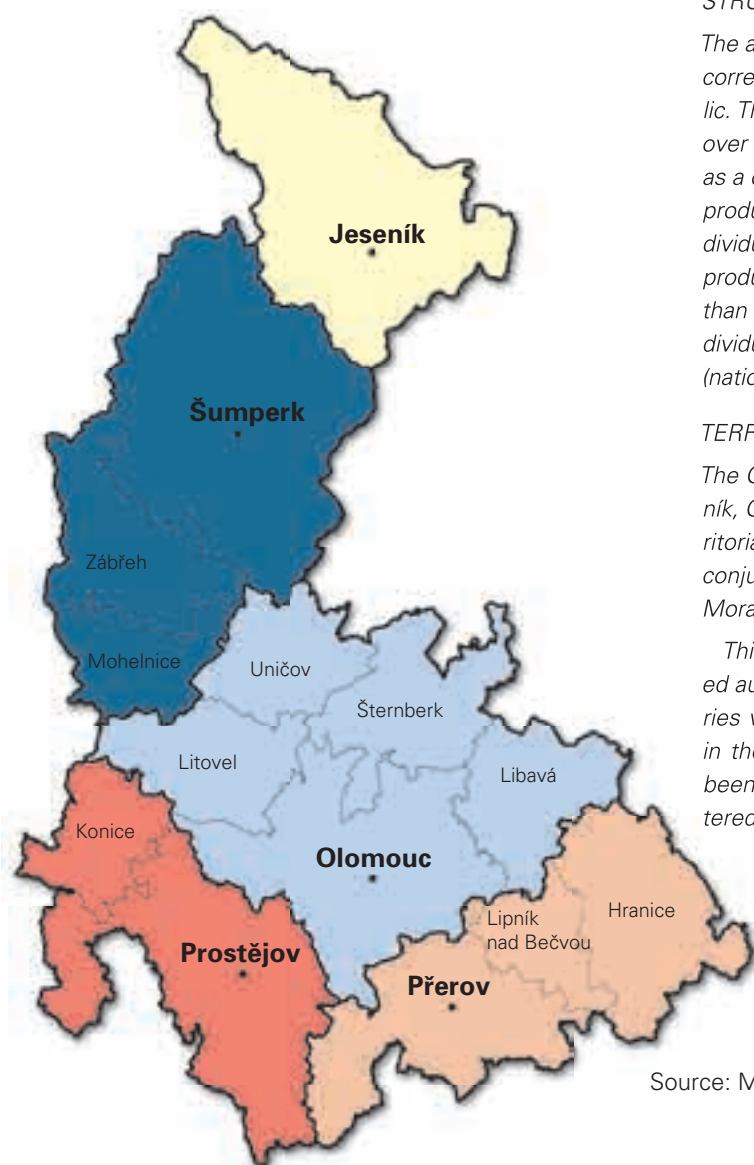 Jeseník
Šumperk
Zábřeh
Mohelnice
Uničov
Šternberk
Litovel
Libavá
Konice
Olomouc
Hranice
Lipník
nad Bečvou
Prostějov
Přerov
STRU
The a
corre
lic. Th
over
as a c
produ
dividu
produ
than
dividu
(natio
TERR
The C
ník, C
ritoria
conju
Mora
Thi
ed au
ries v
in the
been
tered
Source: M